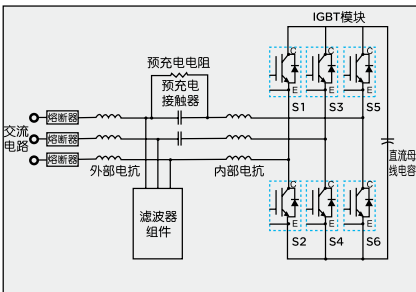 IGBT模块
预充电电阻
预充电
接触器
C
C
C
E
E
E
S1
S3
S5
交流
电路
熔断器
熔断器
熔断器
外部电抗
内部电抗
直流母
线电容
滤波器
组件
C
C
C
E
E
E
S2
S4
S6